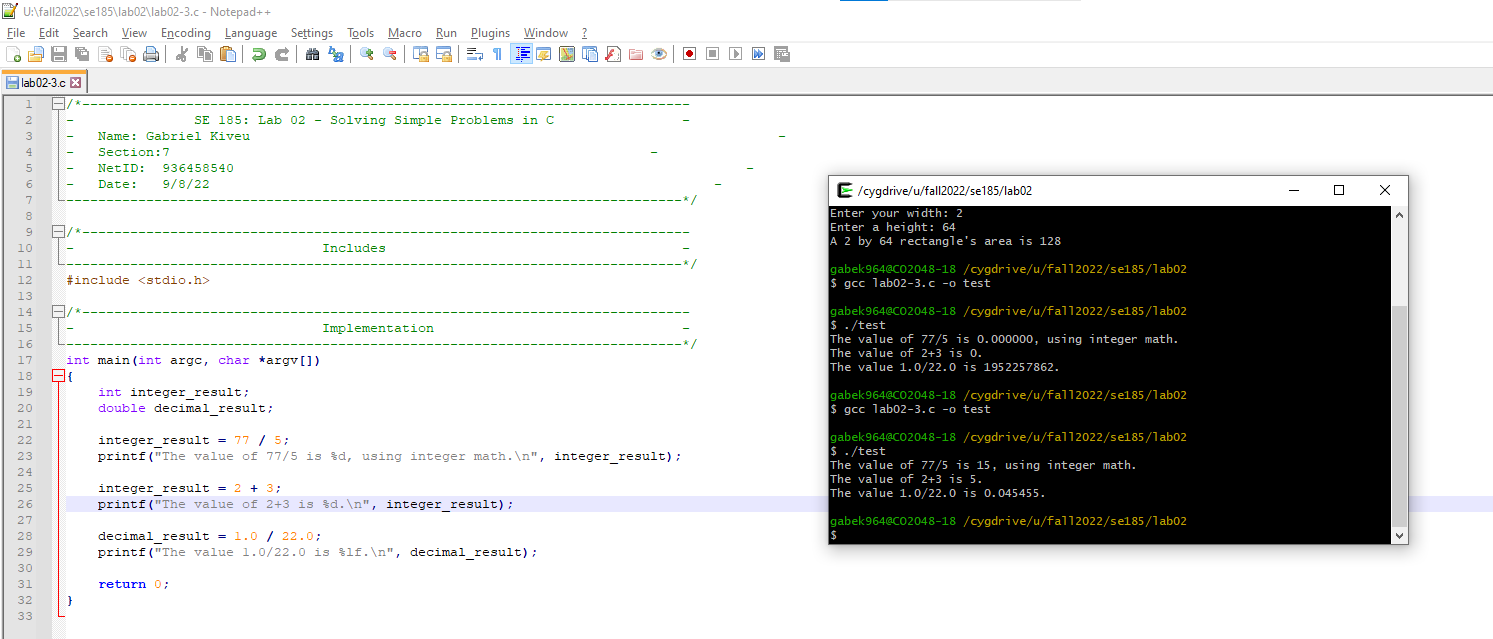 U:\fall2022\se185\lab02\lab02-3.c - Notepad++
File Edit Search View Encoding Language Settings Tools Macro Run Plugins Window ?
lab02-3.c
1 /*----------------------------------------------------------------------------
2 - SE 185: Lab 02 - Solving Simple Problems in C -
3 - Name: Gabriel Kiveu -
4 - Section:7 -
5 - NetID: 936458540 -
6 - Date: 9/8/22 -
7 -----------------------------------------------------------------------------*/
8
9 /*----------------------------------------------------------------------------
10 - Includes -
11 -----------------------------------------------------------------------------*/
12 #include <stdio.h>
13
14 /*----------------------------------------------------------------------------
15 - Implementation -
16 -----------------------------------------------------------------------------*/
17 int main(int argc, char *argv[])
18 {
19 int integer_result;
20 double decimal_result;
21
22 integer_result = 77 / 5;
23 printf("The value of 77/5 is %d, using integer math.\n", integer_result);
24
25 integer_result = 2 + 3;
26 printf("The value of 2+3 is %d.\n", integer_result);
27
28 decimal_result = 1.0 / 22.0;
29 printf("The value 1.0/22.0 is %lf.\n", decimal_result);
30
31 return 0;
32 }
33
/cygdrive/u/fall2022/se185/lab02
Enter your width: 2
Enter a height: 64
A 2 by 64 rectangle's area is 128
gabek964@CO2048-18 /cygdrive/u/fall2022/se185/lab02
$ gcc lab02-3.c -o test
gabek964@CO2048-18 /cygdrive/u/fall2022/se185/lab02
$ ./test
The value of 77/5 is 0.000000, using integer math.
The value of 2+3 is 0.
The value 1.0/22.0 is 1952257862.
gabek964@CO2048-18 /cygdrive/u/fall2022/se185/lab02
$ gcc lab02-3.c -o test
gabek964@CO2048-18 /cygdrive/u/fall2022/se185/lab02
$ ./test
The value of 77/5 is 15, using integer math.
The value of 2+3 is 5.
The value 1.0/22.0 is 0.045455.
gabek964@CO2048-18 /cygdrive/u/fall2022/se185/lab02
$